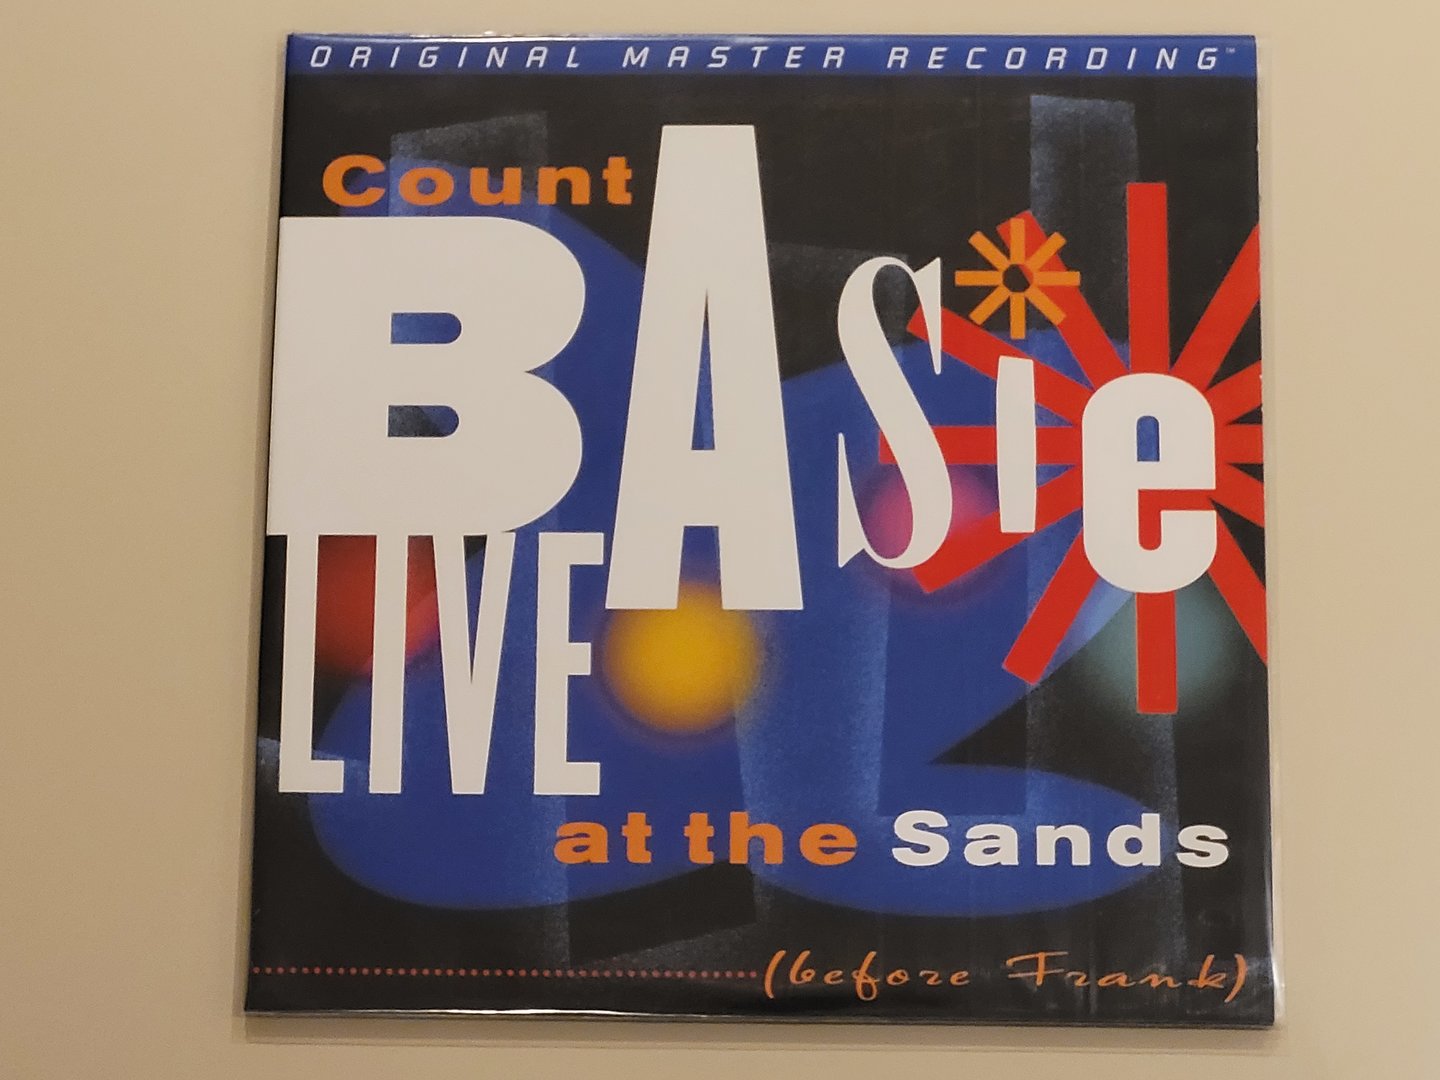 ORIGINAL MASTER RECORDING™
Count
BASie
LIVE
at the Sands
(before Frank)